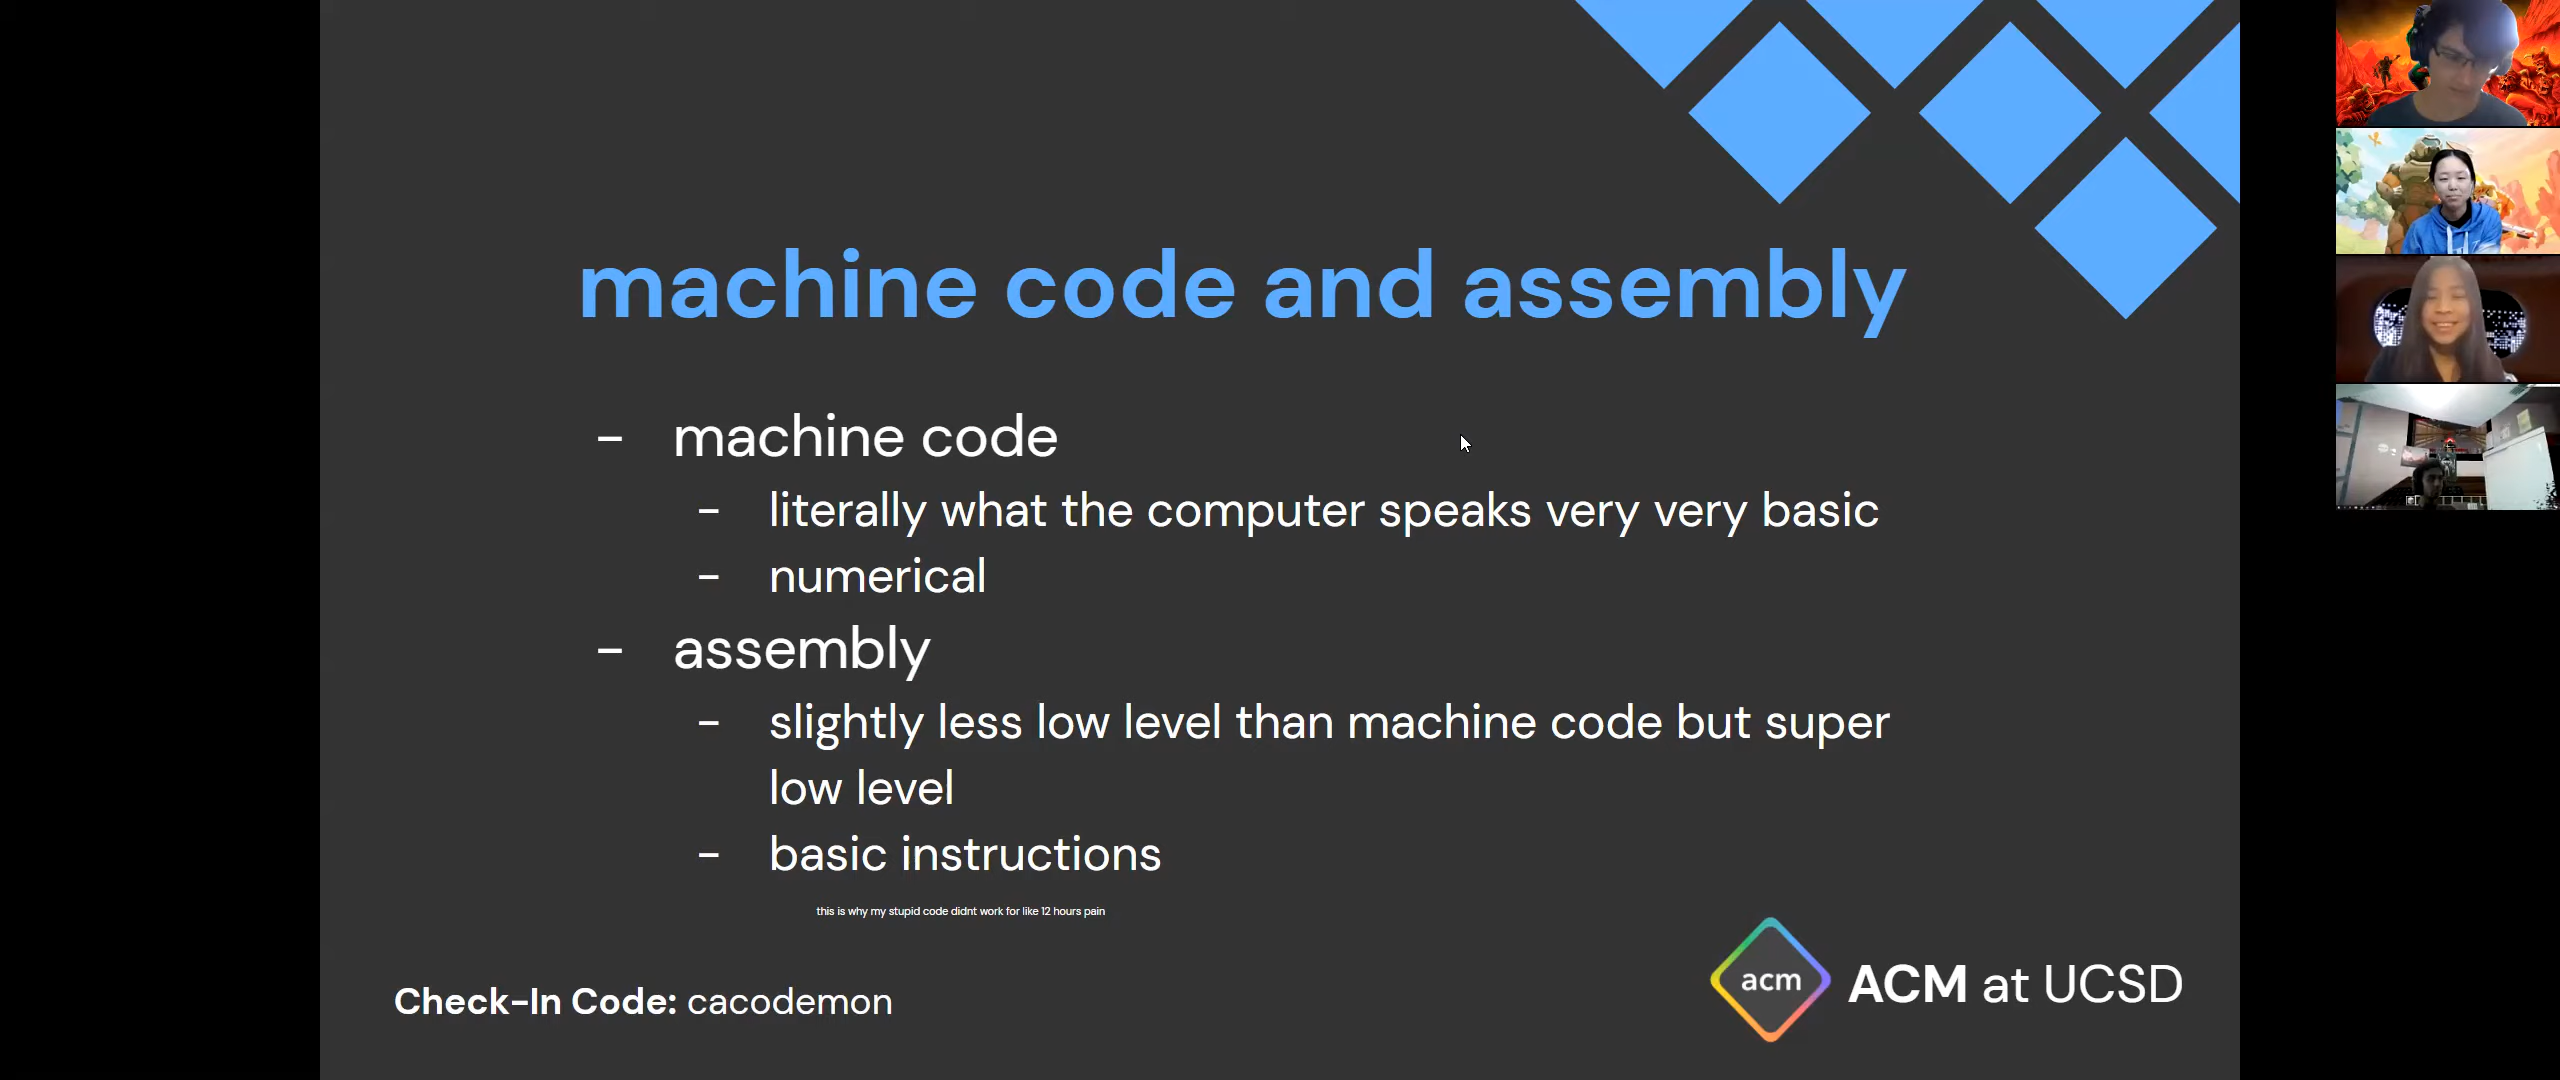 machine code and assembly
- machine code
- literally what the computer speaks very very basic
- numerical
- assembly
- slightly less low level than machine code but super
low level
- basic instructions
this is why my stupid code didnt work for like 12 hours pain
Check-In Code: cacodemon
acm ACM at UCSD